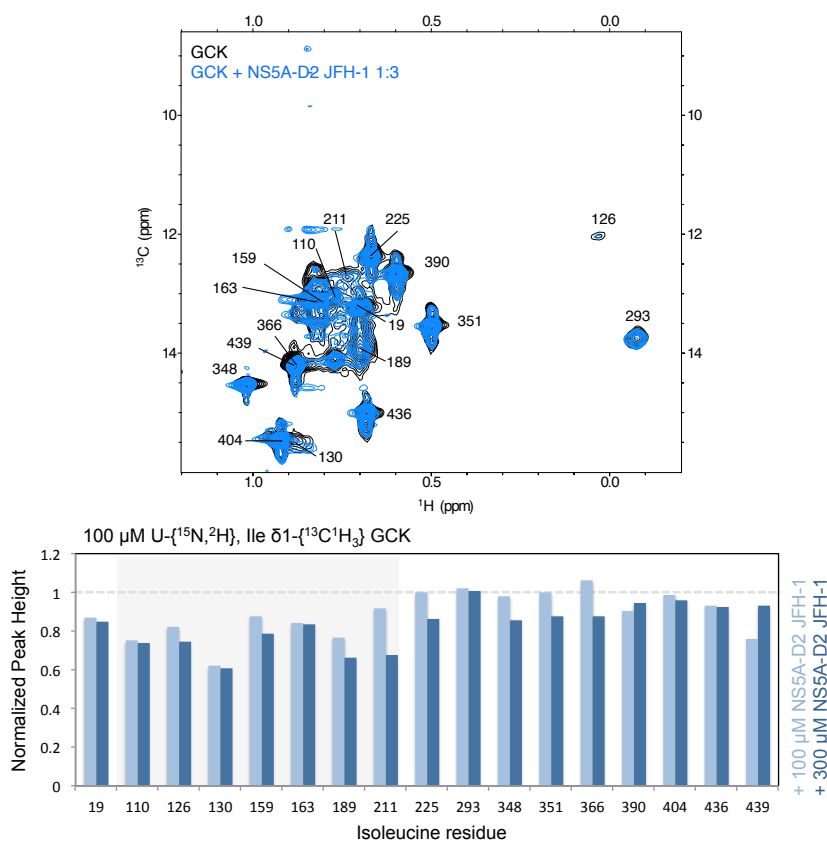 1.0 0.5 0.0
GCK
GCK + NS5A-D2 JFH-1 1:3
10
12
14
¹³C (ppm)
211
225
126
110
159
390
163
19
351
293
366
439
189
348
436
404
130
1.0 0.5 0.0
¹H (ppm)
100 µM U-{¹⁵N,²H}, Ile δ1-{¹³C¹H₃} GCK
1.2
1
0.8
0.6
0.4
0.2
0
Normalized Peak Height
19 110 126 130 159 163 189 211 225 293 348 351 366 390 404 436 439
Isoleucine residue
+ 100 µM NS5A-D2 JFH-1
+ 300 µM NS5A-D2 JFH-1